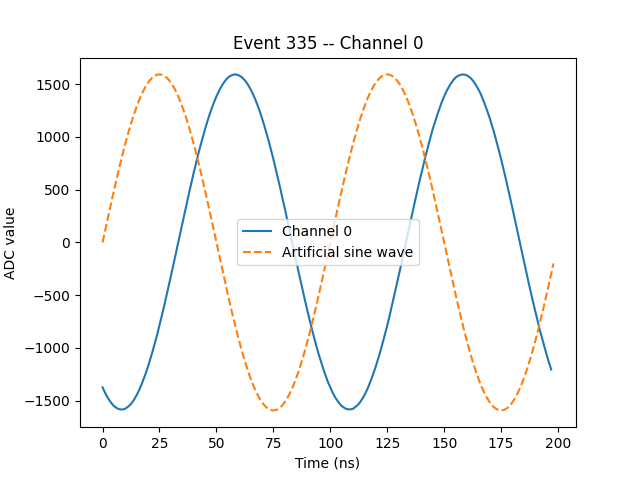 Event 335 -- Channel 0
ADC value
1500
1000
500
0
−500
−1000
−1500
Channel 0
Artificial sine wave
0 25 50 75 100 125 150 175 200
Time (ns)